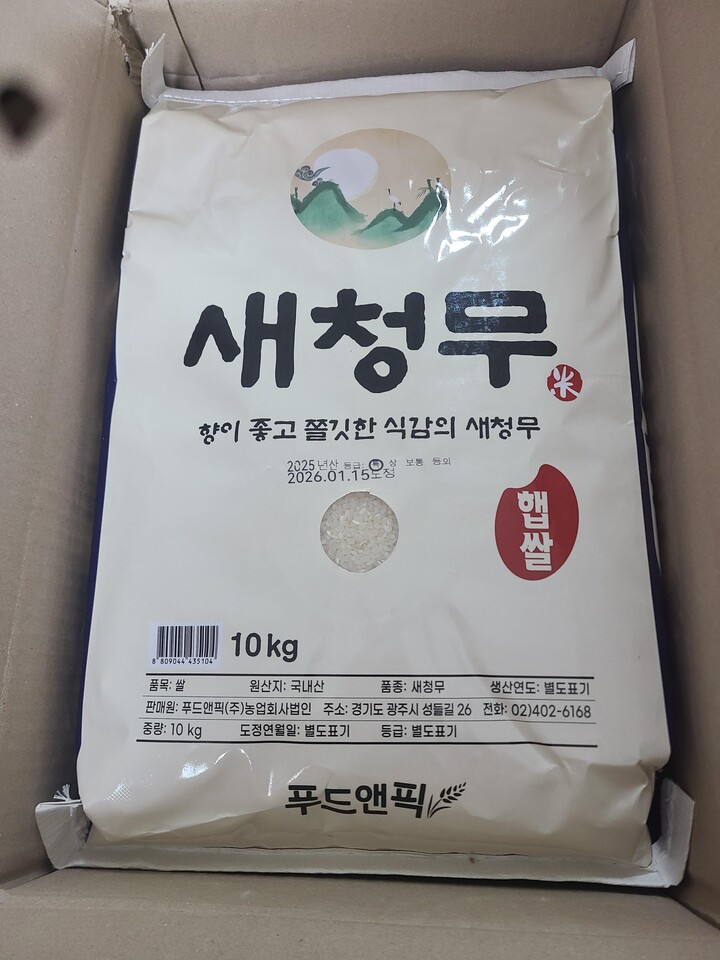 새청무
米
향이 좋고 쫄깃한 식감의 새청무
2025년산 등급: 특 상 보통 등외
2026.01.15도정
햅쌀
8 809044 435104
10kg
품목: 쌀 원산지: 국내산 품종: 새청무 생산연도: 별도표기
판매원: 푸드앤픽(주)농업회사법인 주소: 경기도 광주시 성들길 26 전화: 02)402-6168
중량: 10 kg 도정연월일: 별도표기 등급: 별도표기
푸드앤픽